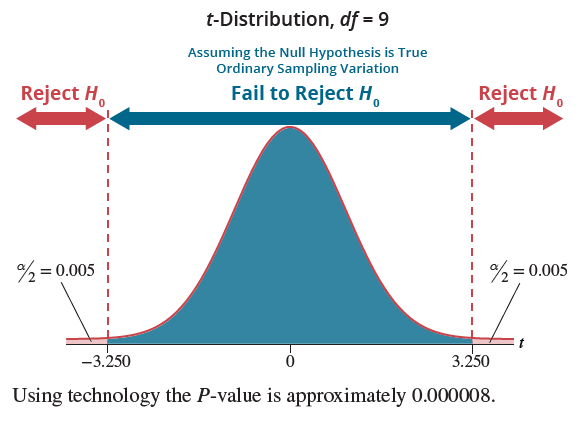 t-Distribution, df = 9
Assuming the Null Hypothesis is True
Ordinary Sampling Variation
Reject H₀
Fail to Reject H₀
Reject H₀
α/2 = 0.005
α/2 = 0.005
−3.250
0
3.250
t
Using technology the P-value is approximately 0.000008.